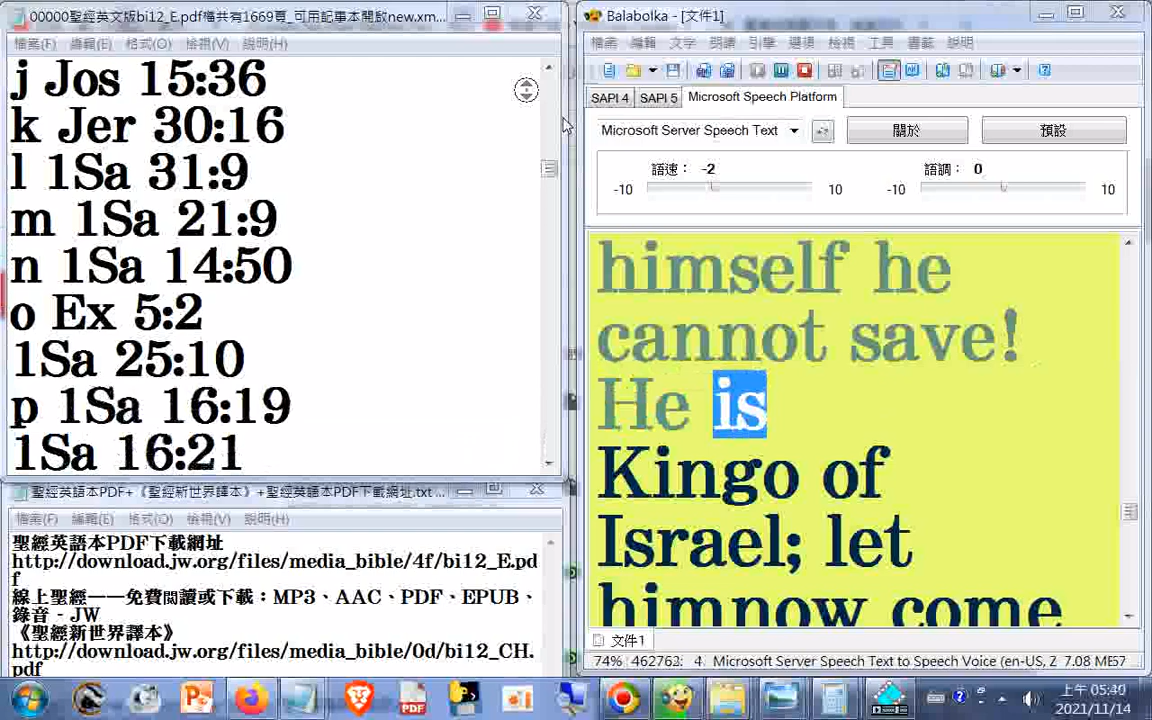 00000聖經英文版bi12_E.pdf檔共有1669頁_可用記事本開啟new.xm...
檔案(F) 編輯(E) 格式(O) 檢視(V) 說明(H)
j Jos 15:36
k Jer 30:16
l 1Sa 31:9
m 1Sa 21:9
n 1Sa 14:50
o Ex 5:2
1Sa 25:10
p 1Sa 16:19
1Sa 16:21
聖經英語本PDF+《聖經新世界譯本》+聖經英語本PDF下載網址.txt ...
檔案(F) 編輯(E) 格式(O) 檢視(V) 說明(H)
聖經英語本PDF下載網址
http://download.jw.org/files/media_bible/4f/bi12_E.pd
f
線上聖經——免費閱讀或下載：MP3、AAC、PDF、EPUB、
錄音 - JW
《聖經新世界譯本》
http://download.jw.org/files/media_bible/0d/bi12_CH.
pdf
Balabolka - [文件1]
檔案 編輯 文字 朗讀 引擎 選項 檢視 工具 書籤 說明
SAPI 4 SAPI 5 Microsoft Speech Platform
Microsoft Server Speech Text 關於 預設
語速： -2 語調： 0
-10 10 -10 10
himself he
cannot save!
He is
Kingo of
Israel; let
himnow come
文件1
74% 4. Microsoft Server Speech Text to Speech Voice (en-US, Z 7.08 ME
上午 05:40
2021/11/14